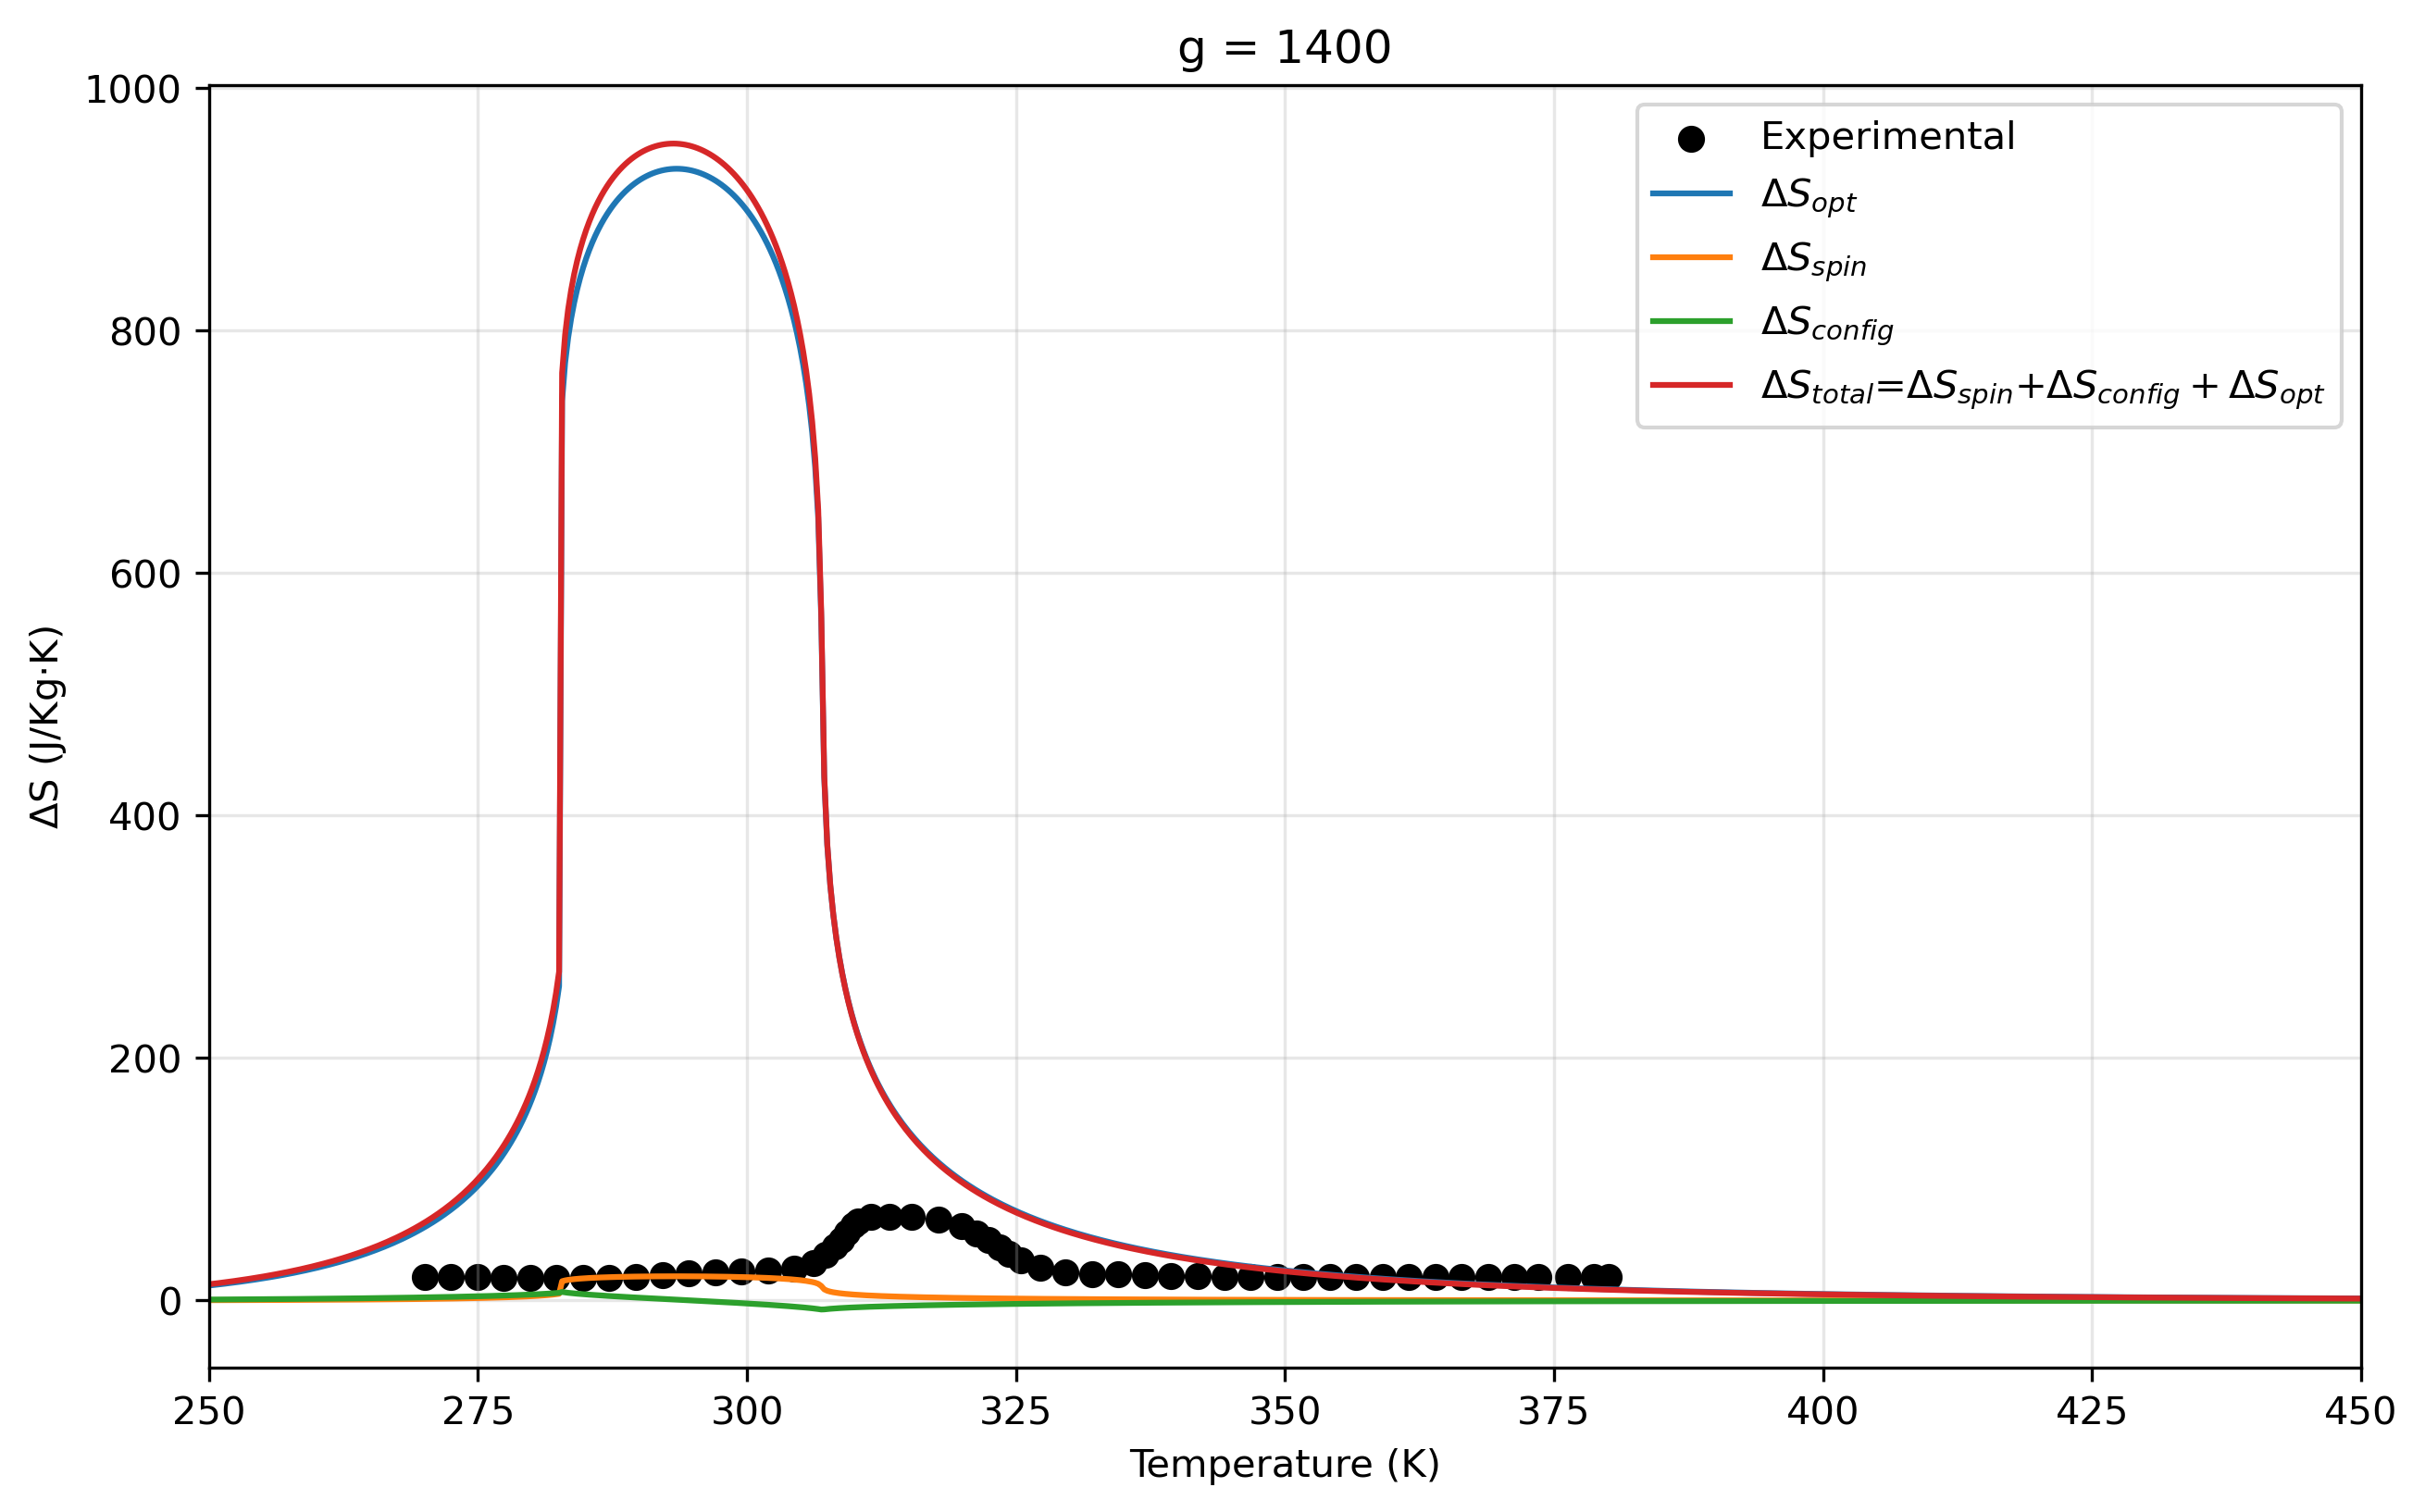 g = 1400
1000
800
600
400
200
0
ΔS (J/Kg·K)
Experimental
ΔS_opt
ΔS_spin
ΔS_config
ΔS_total=ΔS_spin+ΔS_config + ΔS_opt
250 275 300 325 350 375 400 425 450
Temperature (K)